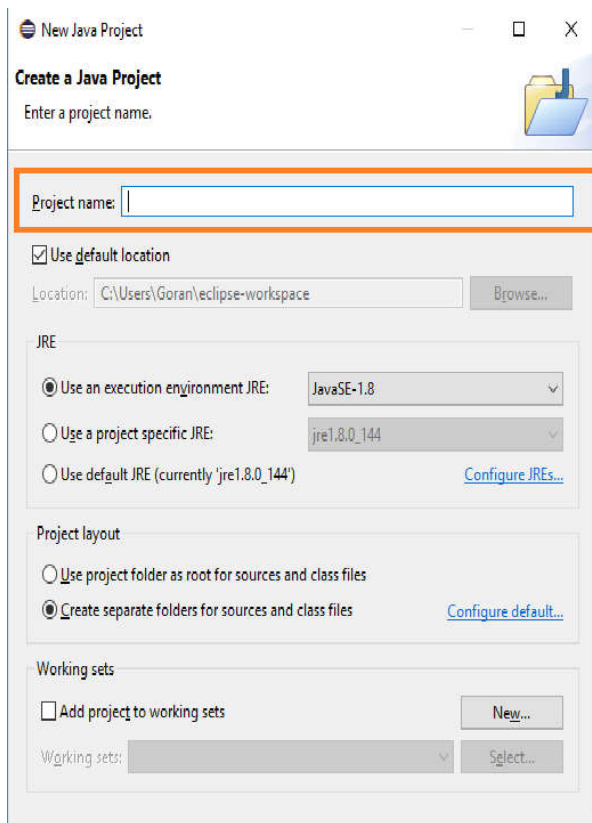 New Java Project
Create a Java Project
Enter a project name.
Project name:
Use default location
Location: C:\Users\Goran\eclipse-workspace Browse...
JRE
Use an execution environment JRE: JavaSE-1.8
Use a project specific JRE: jre1.8.0_144
Use default JRE (currently 'jre1.8.0_144') Configure JREs...
Project layout
Use project folder as root for sources and class files
Create separate folders for sources and class files Configure default...
Working sets
Add project to working sets New...
Working sets: Select...